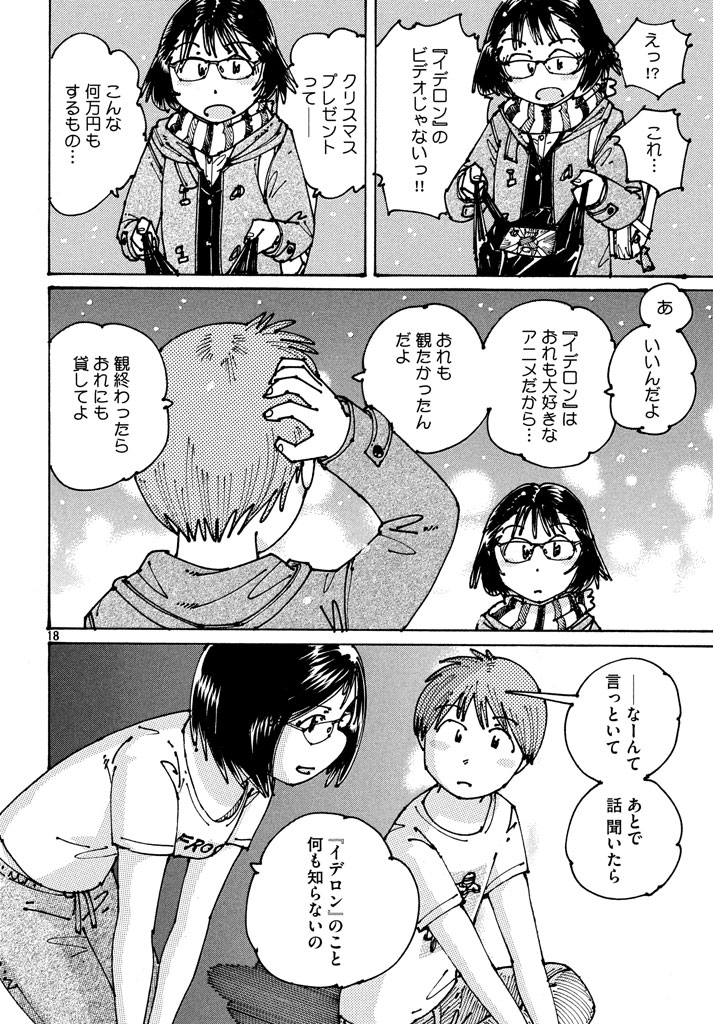 えっ!?
これ…
『イデロン』の
ビデオじゃないっ!!
クリスマス
プレゼント
って――
こんな
何万円も
するもの…
あ
いいんだよ
『イデロン』は
おれも大好きな
アニメだから…
おれも
観たかったん
だよ
観終わったら
おれにも
貸してよ
18
――なーんて
言っといて
あとで
話聞いたら
『イデロン』のこと
何も知らないの
FROG